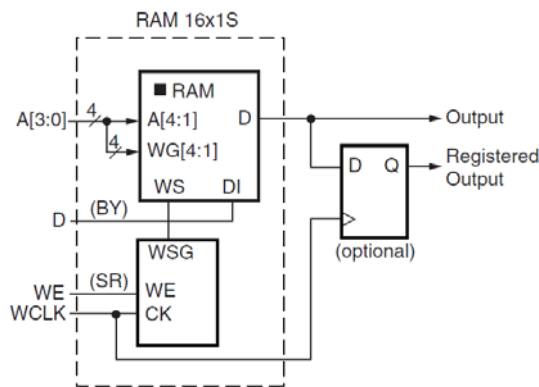 RAM 16x1S
RAM
A[3:0]
4
A[4:1]
D
Output
4
WG[4:1]
D
Q
Registered
Output
WS
DI
D
(BY)
(optional)
WSG
WE
(SR)
WE
WCLK
CK